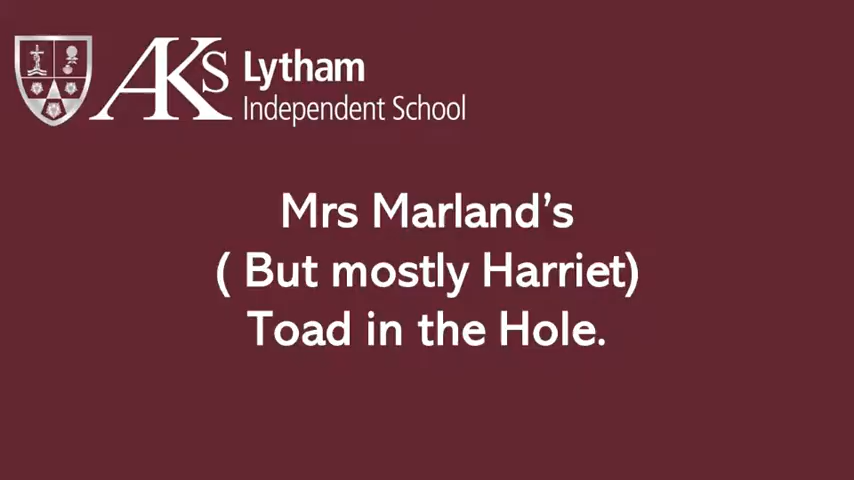 AKS Lytham
Independent School
Mrs Marland's
( But mostly Harriet)
Toad in the Hole.